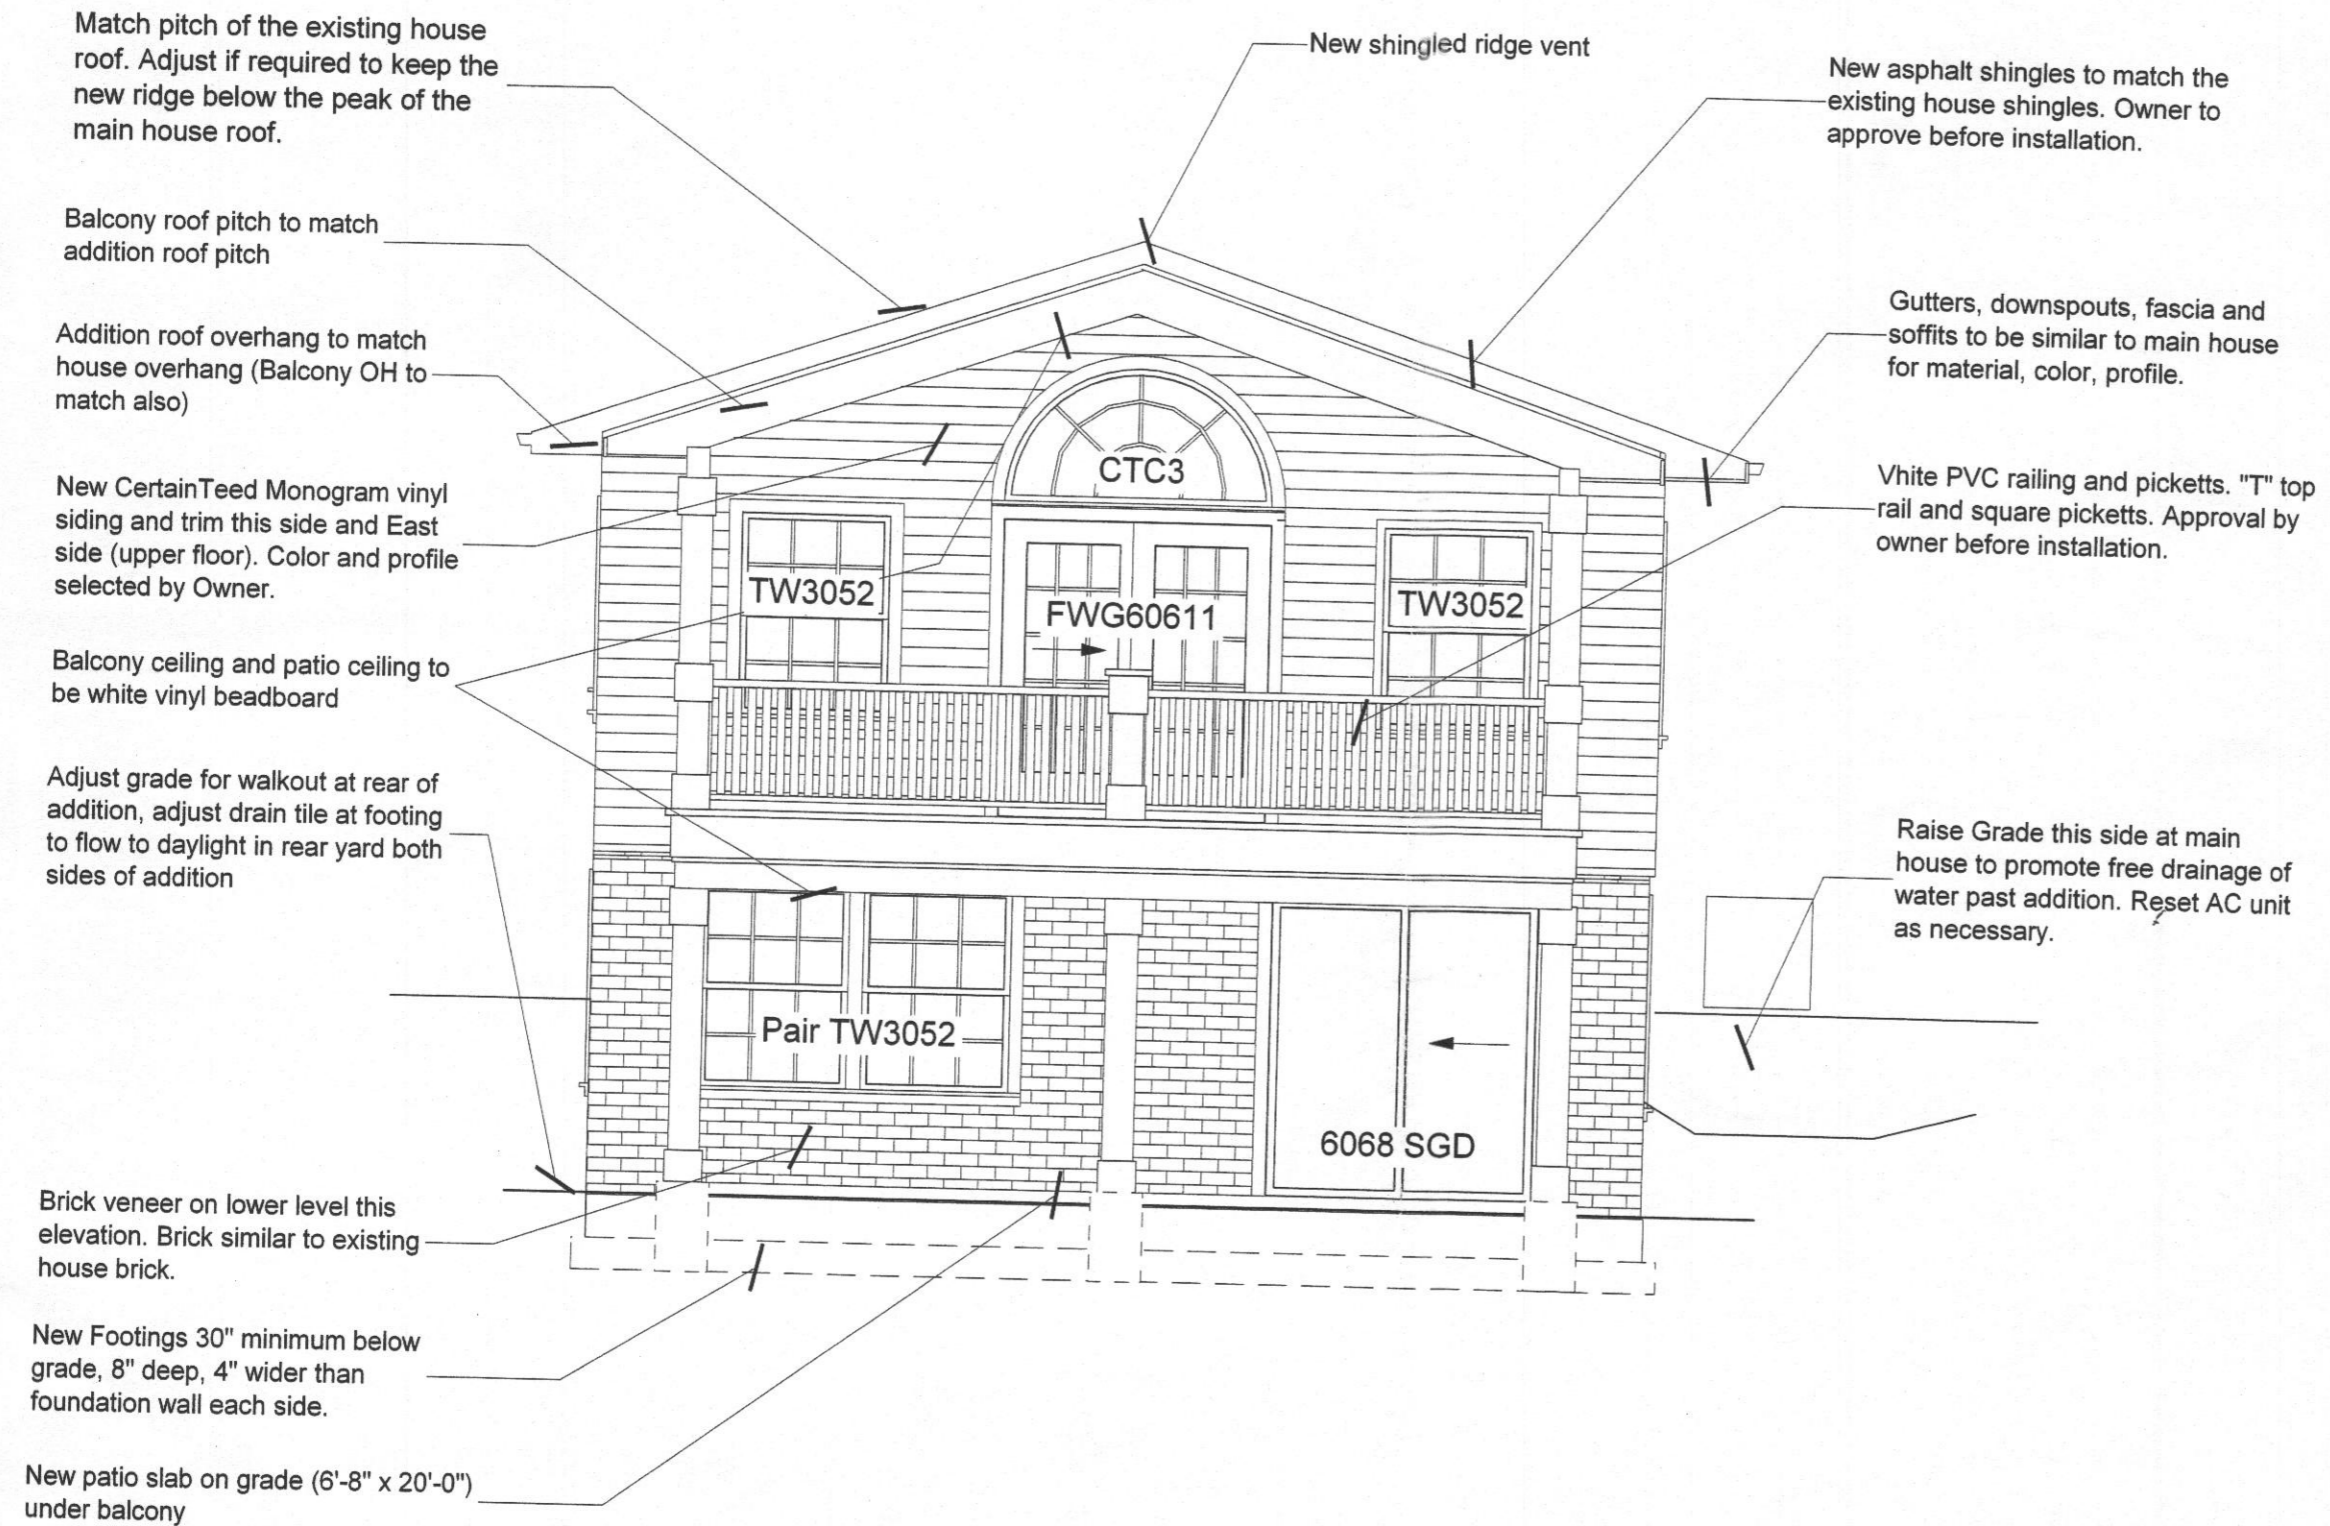 Match pitch of the existing house
roof. Adjust if required to keep the
new ridge below the peak of the
main house roof.
Balcony roof pitch to match
addition roof pitch
Addition roof overhang to match
house overhang (Balcony OH to
match also)
New CertainTeed Monogram vinyl
siding and trim this side and East
side (upper floor). Color and profile
selected by Owner.
Balcony ceiling and patio ceiling to
be white vinyl beadboard
Adjust grade for walkout at rear of
addition, adjust drain tile at footing
to flow to daylight in rear yard both
sides of addition
Brick veneer on lower level this
elevation. Brick similar to existing
house brick.
New Footings 30" minimum below
grade, 8" deep, 4" wider than
foundation wall each side.
New patio slab on grade (6'-8" x 20'-0")
under balcony
New shingled ridge vent
CTC3
TW3052
FWG60611
TW3052
Pair TW3052
6068 SGD
New asphalt shingles to match the
existing house shingles. Owner to
approve before installation.
Gutters, downspouts, fascia and
soffits to be similar to main house
for material, color, profile.
Vhite PVC railing and picketts. "T" top
rail and square picketts. Approval by
owner before installation.
Raise Grade this side at main
house to promote free drainage of
water past addition. Reset AC unit
as necessary.